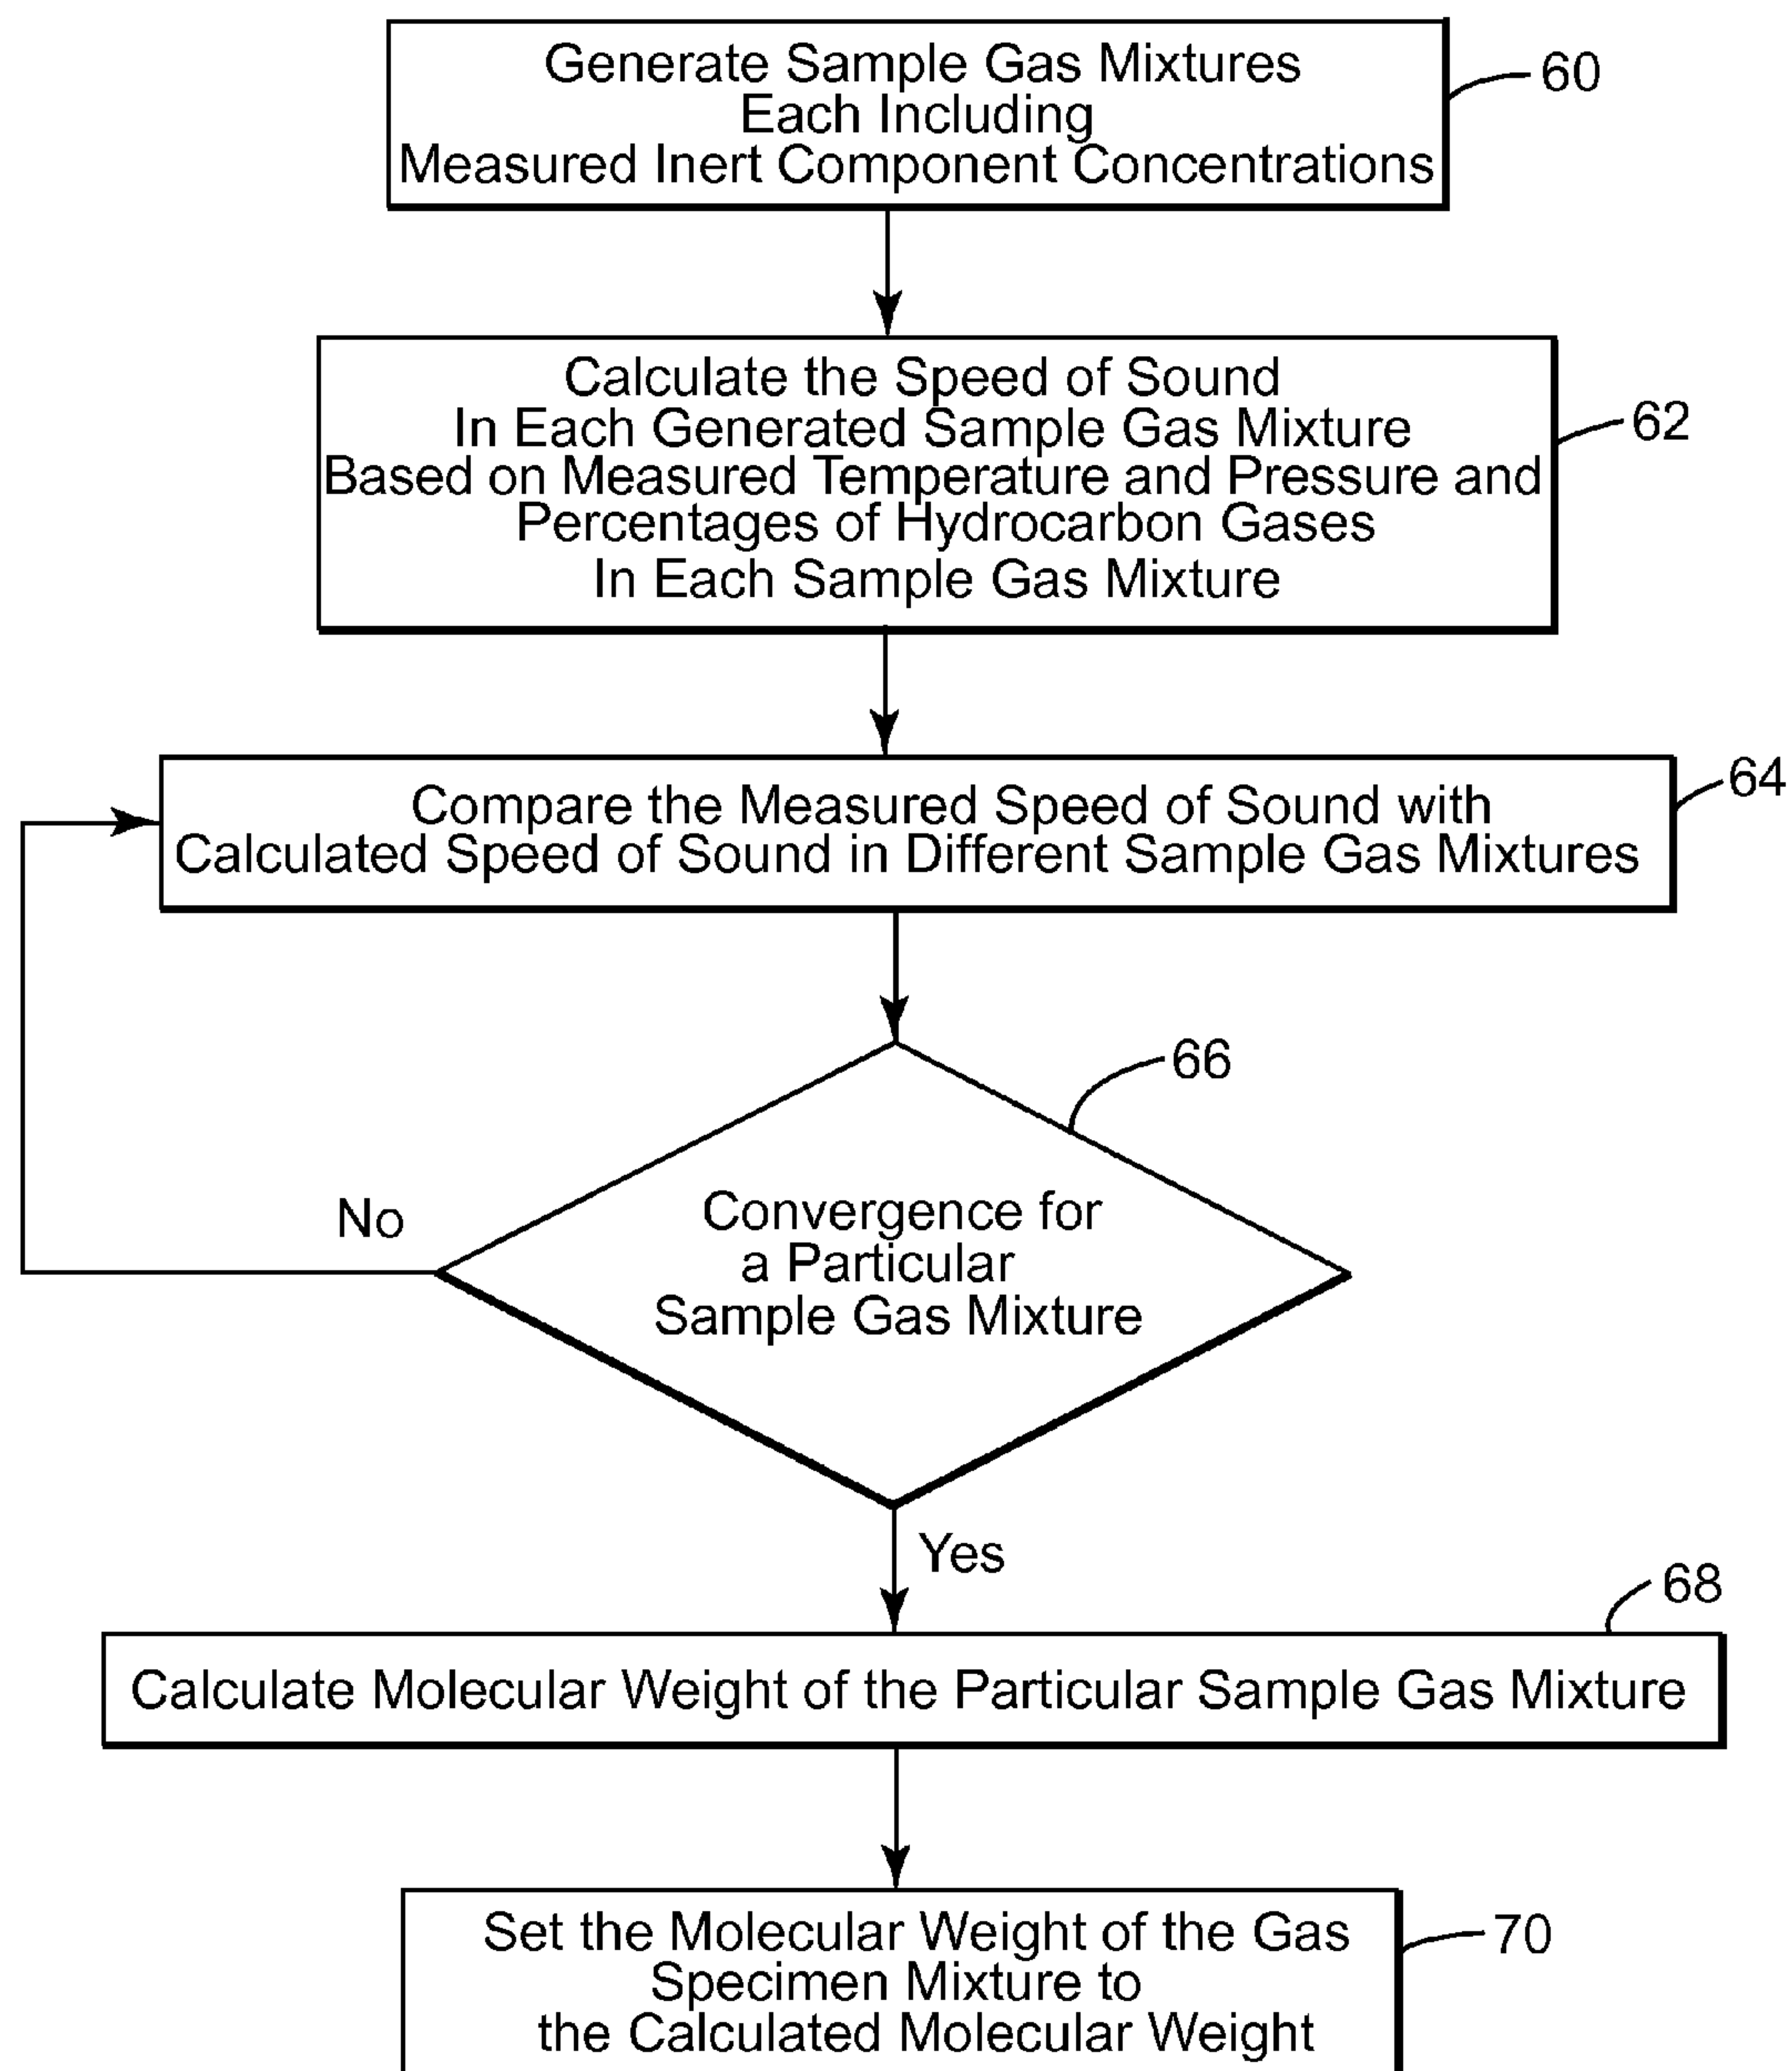 Generate Sample Gas Mixtures
Each Including
Measured Inert Component Concentrations
60
Calculate the Speed of Sound
In Each Generated Sample Gas Mixture
Based on Measured Temperature and Pressure and
Percentages of Hydrocarbon Gases
In Each Sample Gas Mixture
62
Compare the Measured Speed of Sound with
Calculated Speed of Sound in Different Sample Gas Mixtures
64
66
Convergence for
a Particular
Sample Gas Mixture
No
Yes
68
Calculate Molecular Weight of the Particular Sample Gas Mixture
Set the Molecular Weight of the Gas
Specimen Mixture to
the Calculated Molecular Weight
70